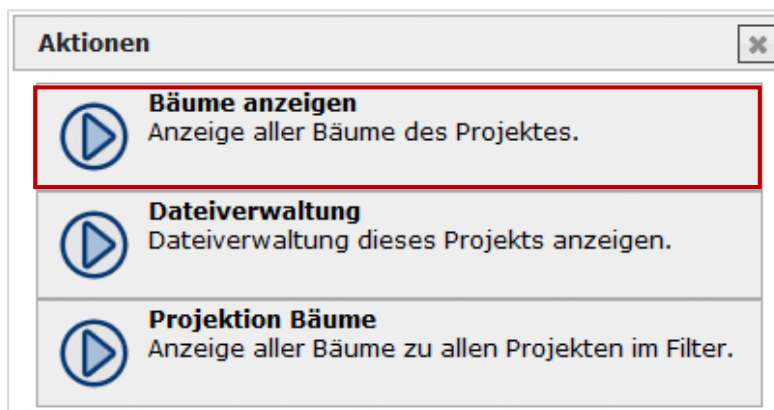 Aktionen
Bäume anzeigen
Anzeige aller Bäume des Projektes.
Dateiverwaltung
Dateiverwaltung dieses Projekts anzeigen.
Projektion Bäume
Anzeige aller Bäume zu allen Projekten im Filter.